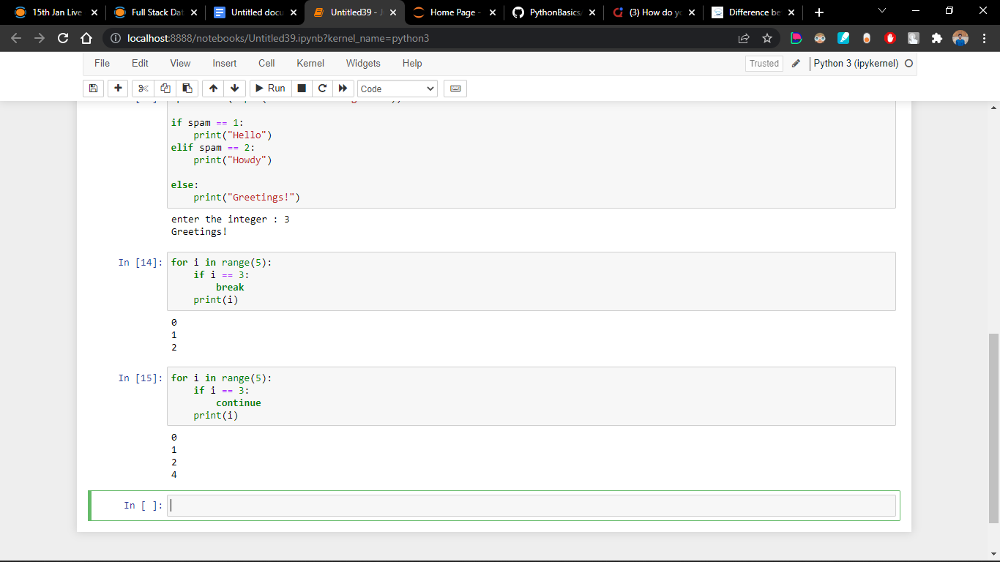 15th Jan Live
Full Stack Dat
Untitled docu
Untitled39 - J
Home Page -
PythonBasics/
(3) How do yo
Difference be
localhost:8888/notebooks/Untitled39.ipynb?kernel_name=python3
File Edit View Insert Cell Kernel Widgets Help
Trusted
Python 3 (ipykernel)
Run
Code
if spam == 1:
    print("Hello")
elif spam == 2:
    print("Howdy")
else:
    print("Greetings!")
enter the integer : 3
Greetings!
In [14]: for i in range(5):
    if i == 3:
        break
    print(i)
0
1
2
In [15]: for i in range(5):
    if i == 3:
        continue
    print(i)
0
1
2
4
In [ ]: